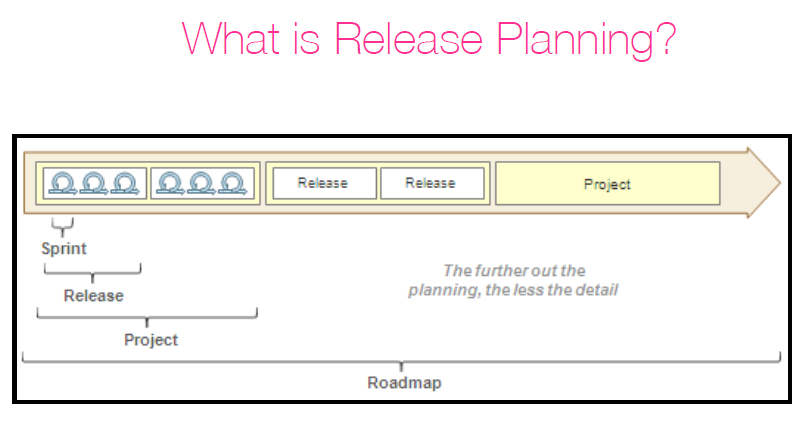 What is Release Planning?
Release
Release
Project
Sprint
Release
Project
The further out the
planning, the less the detail
Roadmap